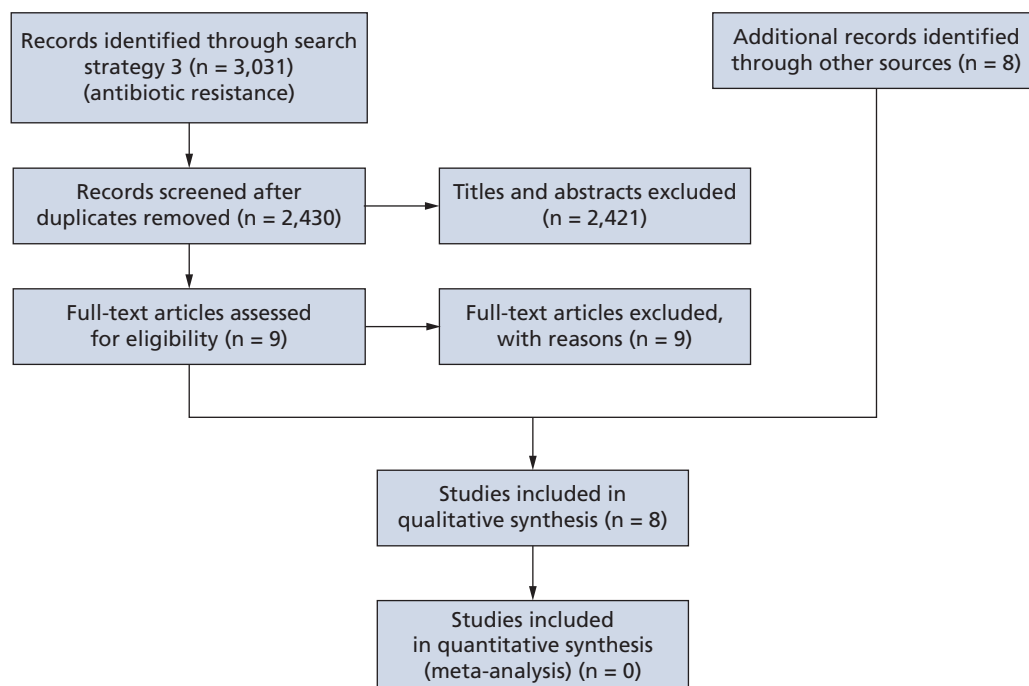 Records identified through search
strategy 3 (n = 3,031)
(antibiotic resistance)
Additional records identified
through other sources (n = 8)
Records screened after
duplicates removed (n = 2,430)
Titles and abstracts excluded
(n = 2,421)
Full-text articles assessed
for eligibility (n = 9)
Full-text articles excluded,
with reasons (n = 9)
Studies included in
qualitative synthesis (n = 8)
Studies included
in quantitative synthesis
(meta-analysis) (n = 0)